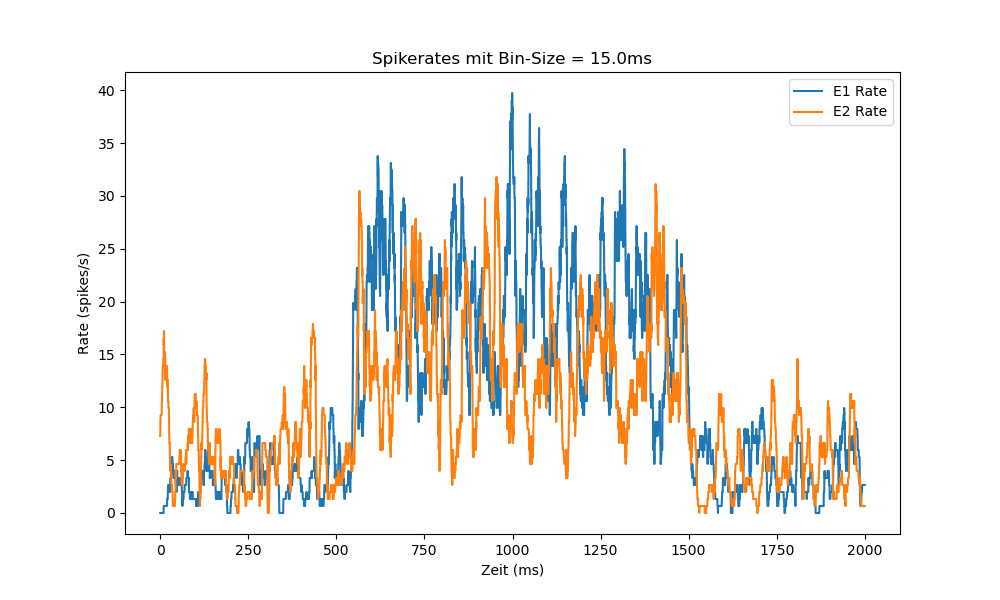 Spikerates mit Bin-Size = 15.0ms
E1 Rate
E2 Rate
Rate (spikes/s)
40
35
30
25
20
15
10
5
0
0 250 500 750 1000 1250 1500 1750 2000
Zeit (ms)